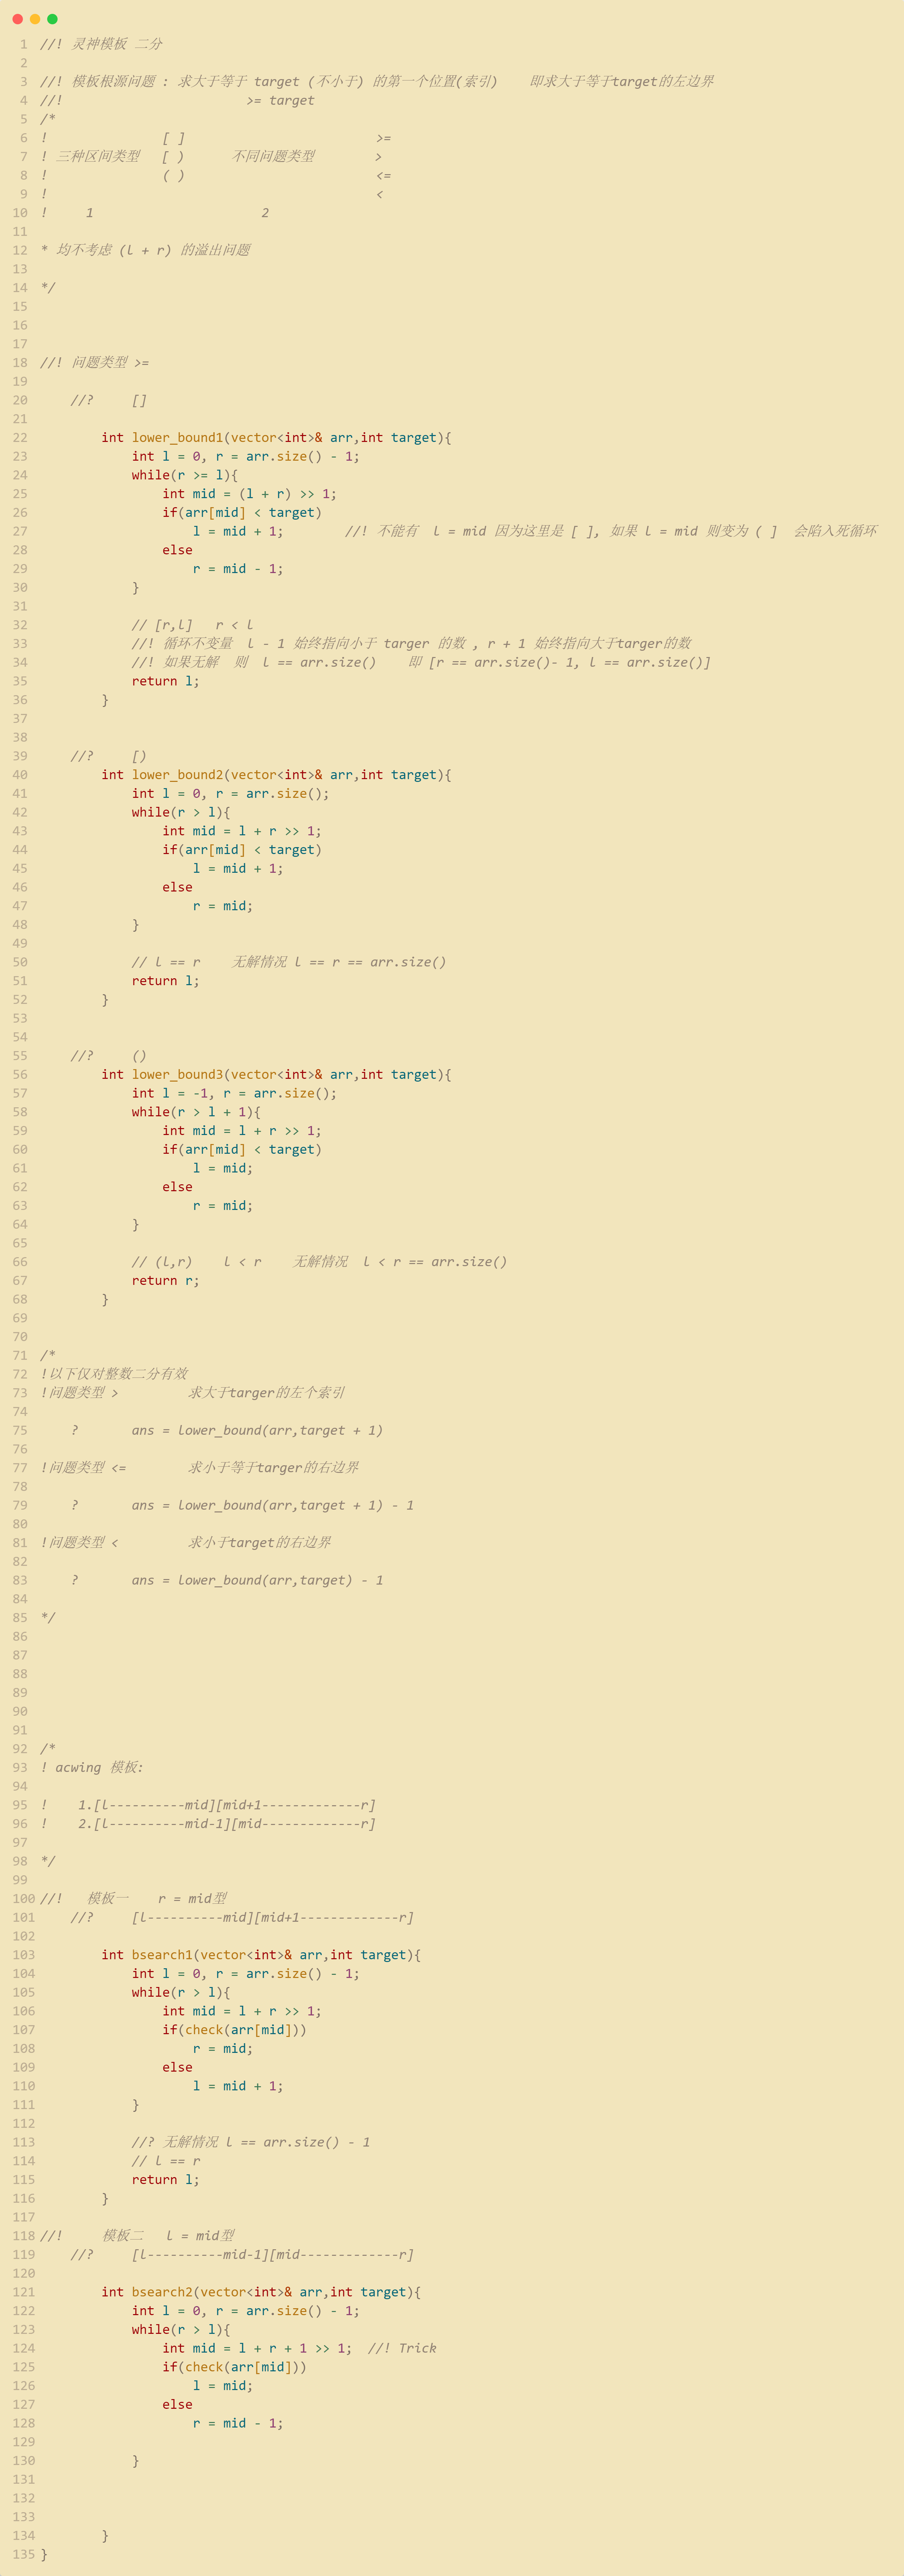 1 //! 灵神模板 二分
2
3 //! 模板根源问题 : 求大于等于 target (不小于) 的第一个位置(索引)    即求大于等于target的左边界
4 //!                        >= target
5 /*
6 !               [ ]                         >=
7 ! 三种区间类型   [ )      不同问题类型        >
8 !               ( )                         <=
9 !                                           <
10 !     1                      2
11
12 * 均不考虑 (l + r) 的溢出问题
13
14 */
15
16
17
18 //! 问题类型 >=
19
20     //?     []
21
22         int lower_bound1(vector<int>& arr,int target){
23             int l = 0, r = arr.size() - 1;
24             while(r >= l){
25                 int mid = (l + r) >> 1;
26                 if(arr[mid] < target)
27                     l = mid + 1;        //! 不能有  l = mid 因为这里是 [ ], 如果 l = mid 则变为 ( ]  会陷入死循环
28                 else
29                     r = mid - 1;
30             }
31
32             // [r,l]   r < l
33             //! 循环不变量  l - 1 始终指向小于 targer 的数 , r + 1 始终指向大于targer的数
34             //! 如果无解  则  l == arr.size()    即 [r == arr.size()- 1, l == arr.size()]
35             return l;
36         }
37
38
39     //?     [)
40         int lower_bound2(vector<int>& arr,int target){
41             int l = 0, r = arr.size();
42             while(r > l){
43                 int mid = l + r >> 1;
44                 if(arr[mid] < target)
45                     l = mid + 1;
46                 else
47                     r = mid;
48             }
49
50             // l == r    无解情况 l == r == arr.size()
51             return l;
52         }
53
54
55     //?     ()
56         int lower_bound3(vector<int>& arr,int target){
57             int l = -1, r = arr.size();
58             while(r > l + 1){
59                 int mid = l + r >> 1;
60                 if(arr[mid] < target)
61                     l = mid;
62                 else
63                     r = mid;
64             }
65
66             // (l,r)    l < r    无解情况  l < r == arr.size()
67             return r;
68         }
69
70
71 /*
72 !以下仅对整数二分有效
73 !问题类型 >         求大于targer的左个索引
74
75     ?       ans = lower_bound(arr,target + 1)
76
77 !问题类型 <=        求小于等于targer的右边界
78
79     ?       ans = lower_bound(arr,target + 1) - 1
80
81 !问题类型 <         求小于target的右边界
82
83     ?       ans = lower_bound(arr,target) - 1
84
85 */
86
87
88
89
90
91
92 /*
93 ! acwing 模板:
94
95 !    1.[l----------mid][mid+1-------------r]
96 !    2.[l----------mid-1][mid-------------r]
97
98 */
99
100 //!   模板一    r = mid型
101     //?     [l----------mid][mid+1-------------r]
102
103         int bsearch1(vector<int>& arr,int target){
104             int l = 0, r = arr.size() - 1;
105             while(r > l){
106                 int mid = l + r >> 1;
107                 if(check(arr[mid]))
108                     r = mid;
109                 else
110                     l = mid + 1;
111             }
112
113             //? 无解情况 l == arr.size() - 1
114             // l == r
115             return l;
116         }
117
118 //!     模板二   l = mid型
119     //?     [l----------mid-1][mid-------------r]
120
121         int bsearch2(vector<int>& arr,int target){
122             int l = 0, r = arr.size() - 1;
123             while(r > l){
124                 int mid = l + r + 1 >> 1;  //! Trick
125                 if(check(arr[mid]))
126                     l = mid;
127                 else
128                     r = mid - 1;
129
130             }
131
132
133
134         }
135 }